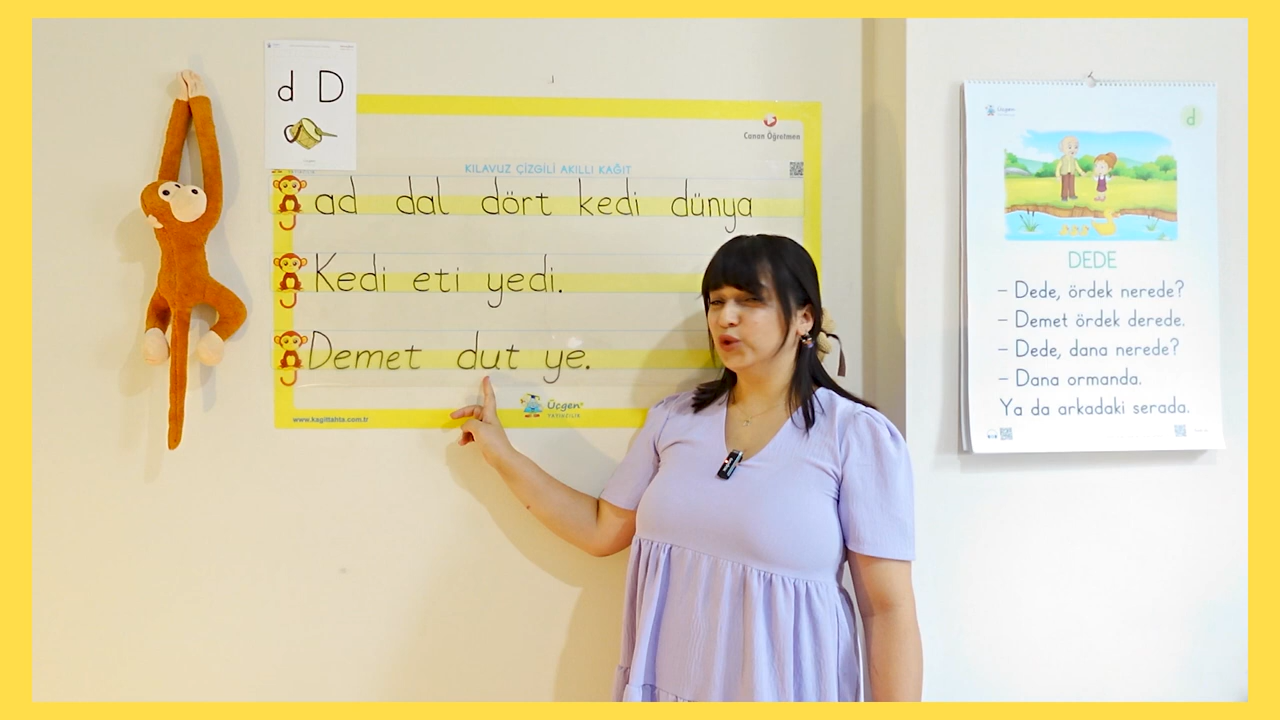 d D
Canan Öğretmen
KILAVUZ ÇİZGİLİ AKILLI KAĞIT
ad dal dört kedi dünya
Kedi eti yedi.
Demet dut ye.
www.kagittahta.com.tr
Üçgen
YAYINCILIK
Üçgen
d
DEDE
– Dede, ördek nerede?
– Demet ördek derede.
– Dede, dana nerede?
– Dana ormanda.
Ya da arkadaki serada.